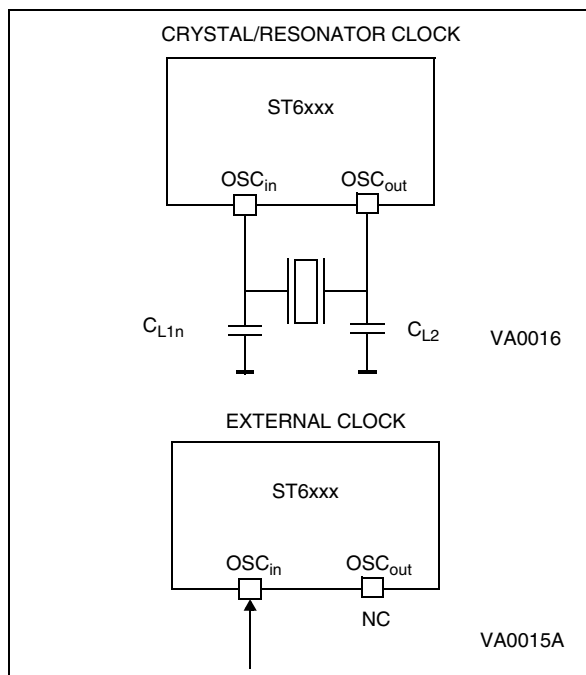 CRYSTAL/RESONATOR CLOCK
ST6xxx
OSCin OSCout
CL1n CL2
VA0016
EXTERNAL CLOCK
ST6xxx
OSCin OSCout
NC
VA0015A